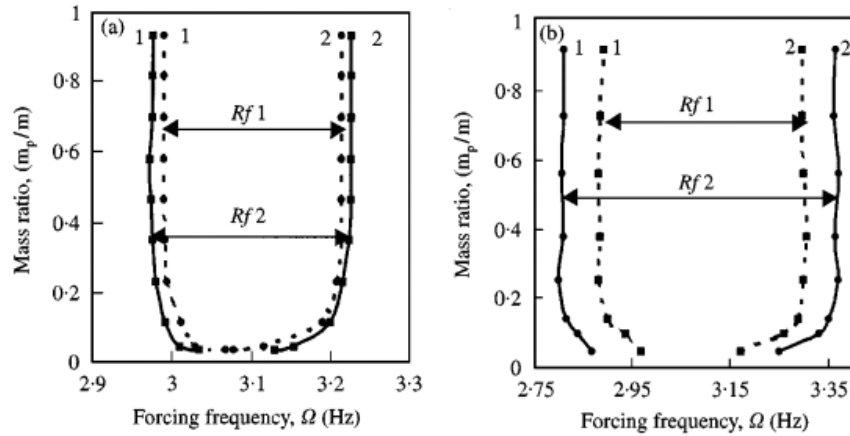 (a)
1 1 2 2
1
0·8
0·6
0·4
0·2
0
Mass ratio, (mₚ/m)
Rf 1
Rf 2
2·9 3 3·1 3·2 3·3
Forcing frequency, Ω (Hz)
(b)
1 1 2 2
1
0·8
0·6
0·4
0·2
0
Mass ratio, (mₚ/m)
Rf 1
Rf 2
2·75 2·95 3·15 3·35
Forcing frequency, Ω (Hz)